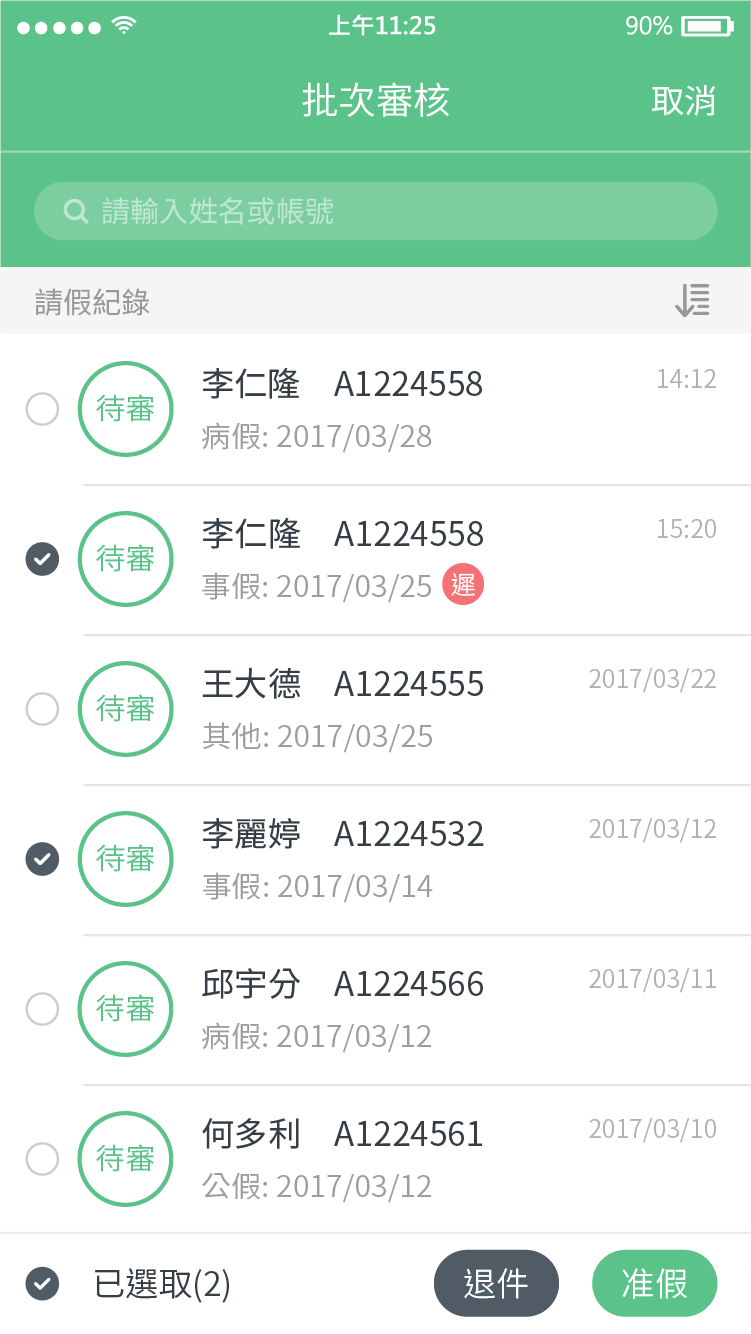 上午11:25 90%
批次審核 取消
請輸入姓名或帳號
請假紀錄
李仁隆 A1224558 14:12
待審
病假: 2017/03/28
李仁隆 A1224558 15:20
待審
事假: 2017/03/25 遲
王大德 A1224555 2017/03/22
待審
其他: 2017/03/25
李麗婷 A1224532 2017/03/12
待審
事假: 2017/03/14
邱宇分 A1224566 2017/03/11
待審
病假: 2017/03/12
何多利 A1224561 2017/03/10
待審
公假: 2017/03/12
已選取(2) 退件 准假